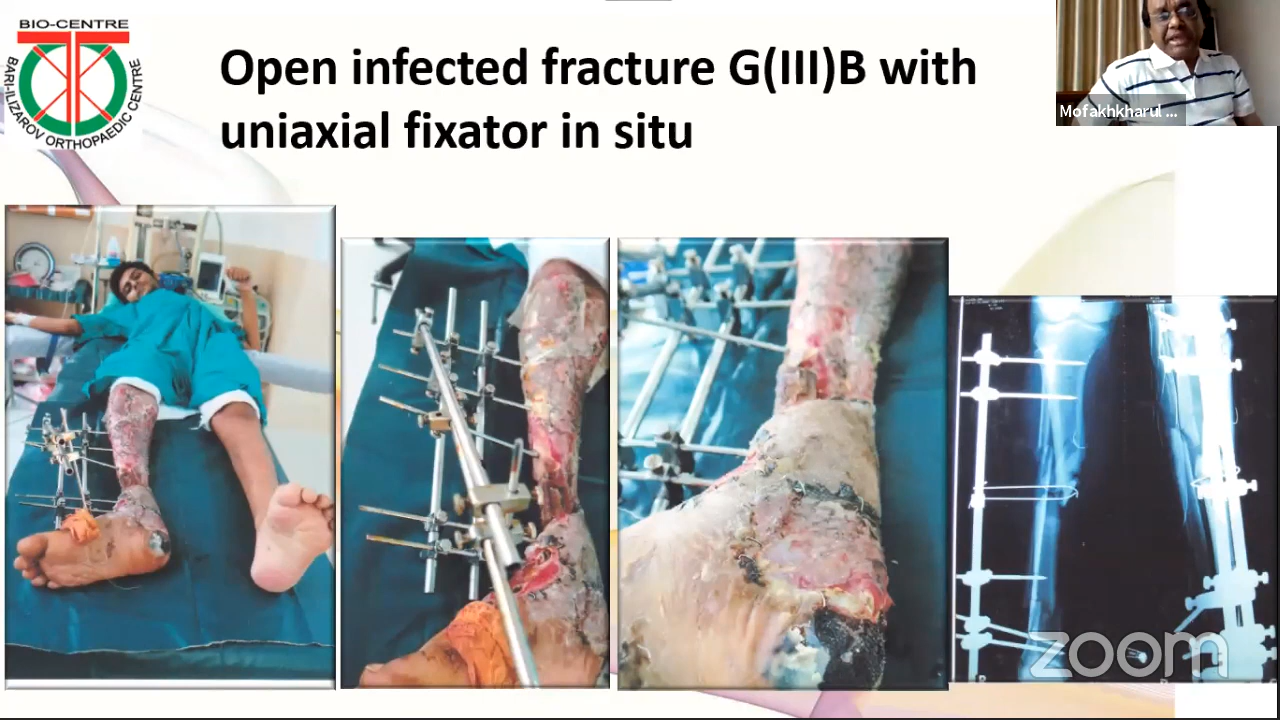 BIO-CENTRE
BARI-ILIZAROV ORTHOPAEDIC CENTRE
Open infected fracture G(III)B with
uniaxial fixator in situ
Mofakhkharul ...
zoom